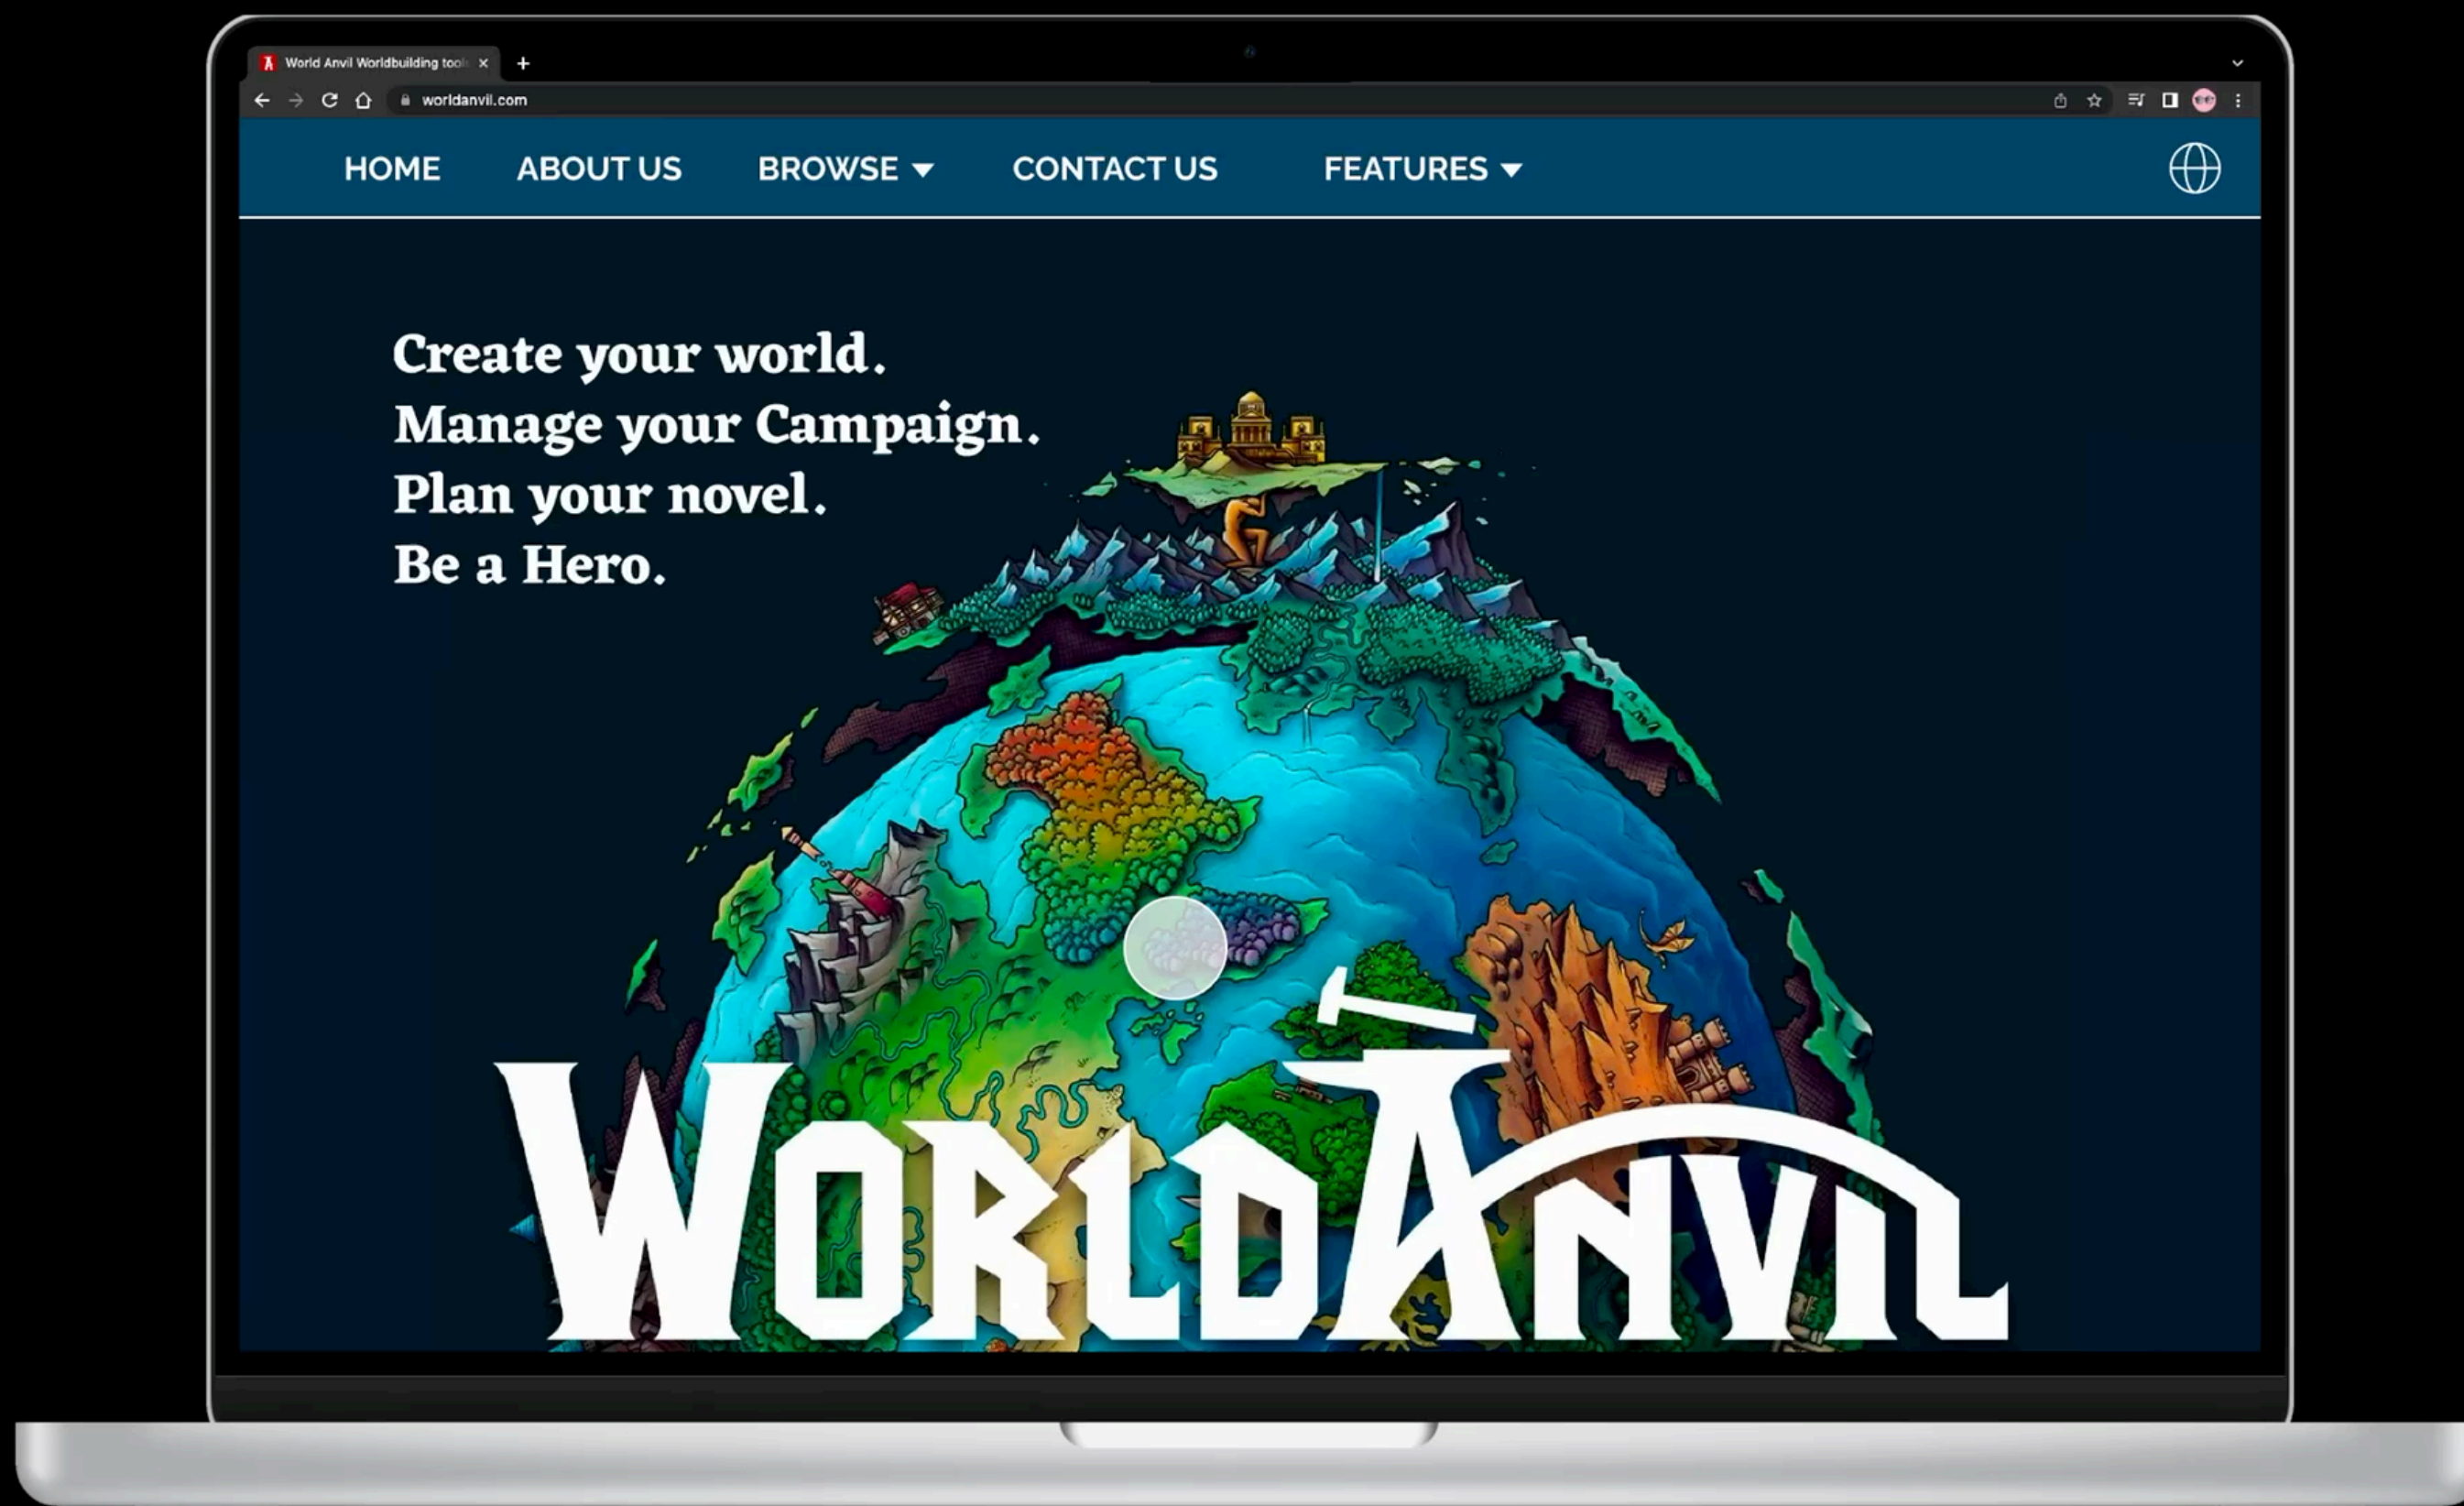 World Anvil Worldbuilding tool
worldanvil.com
HOME ABOUT US BROWSE CONTACT US FEATURES
Create your world.
Manage your Campaign.
Plan your novel.
Be a Hero.
WORLDANVIL